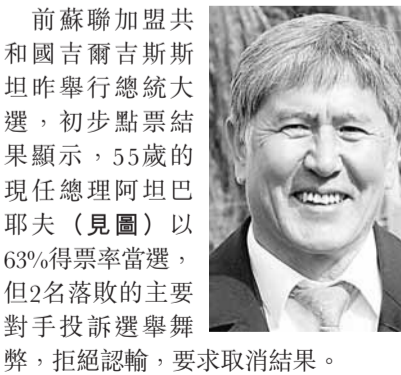 前蘇聯加盟共
和國吉爾吉斯斯
坦昨舉行總統大
選，初步點票結
果顯示，55歲的
現任總理阿坦巴
耶夫（見圖）以
63%得票率當選，
但2名落敗的主要
對手投訴選舉舞
弊，拒絕認輸，要求取消結果。